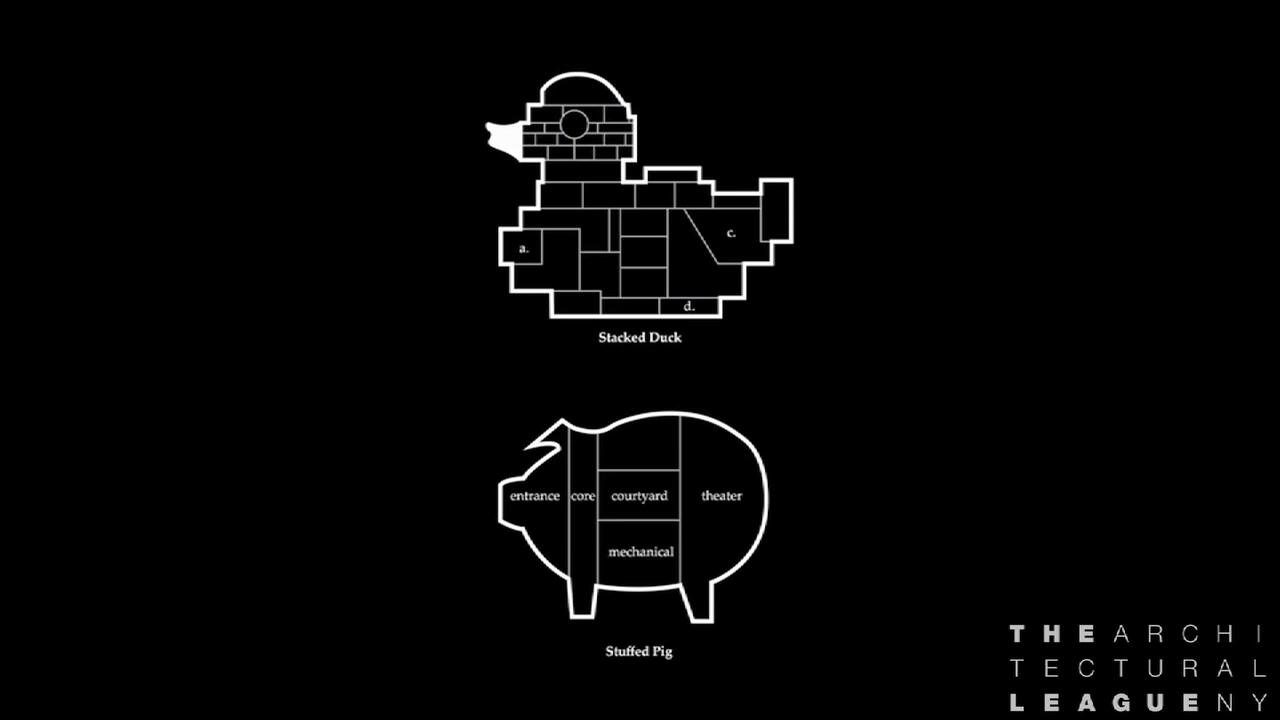 a.
c.
d.
Stacked Duck
entrance core courtyard theater
mechanical
Stuffed Pig
THE ARCHI
TECTURAL
LEAGUE NY